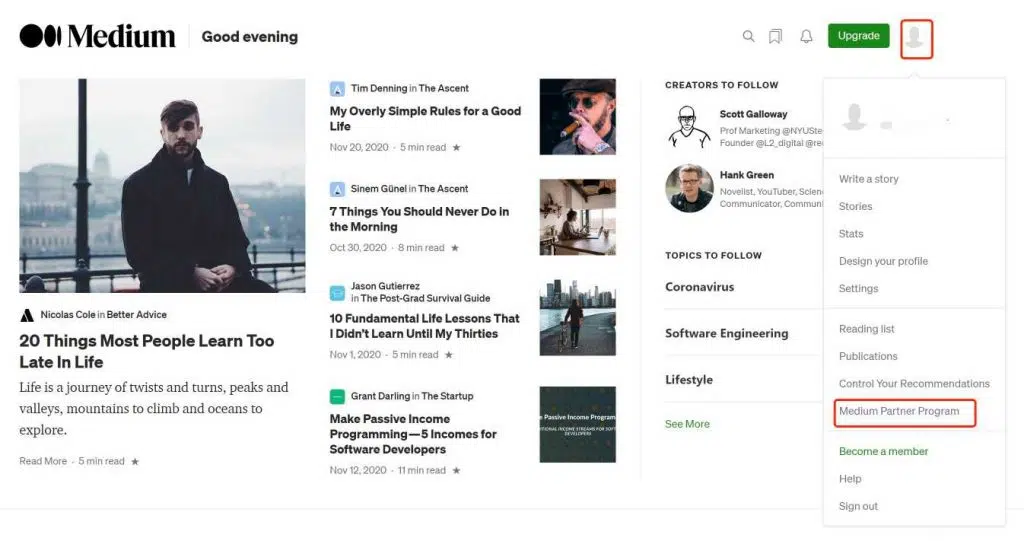 Medium
Good evening
Upgrade
Nicolas Cole in Better Advice
20 Things Most People Learn Too
Late In Life
Life is a journey of twists and turns, peaks and
valleys, mountains to climb and oceans to
explore.
Read More · 5 min read ★
Tim Denning in The Ascent
My Overly Simple Rules for a Good
Life
Nov 20, 2020 · 5 min read ★
Sinem Günel in The Ascent
7 Things You Should Never Do in
the Morning
Oct 30, 2020 · 8 min read ★
Jason Gutierrez
in The Post-Grad Survival Guide
10 Fundamental Life Lessons That
I Didn't Learn Until My Thirties
Nov 1, 2020 · 5 min read ★
Grant Darling in The Startup
Make Passive Income
Programming—5 Incomes for
Software Developers
Nov 12, 2020 · 11 min read ★
e Passive Income Program
ITIONAL INCOME STREAMS FOR SOFT
DEVELOPERS
CREATORS TO FOLLOW
Scott Galloway
Prof Marketing @NYUSte
Founder @L2_digital @re
Hank Green
Novelist, YouTuber, Scien
Communicator, Communi
TOPICS TO FOLLOW
Coronavirus
Software Engineering
Lifestyle
See More
Write a story
Stories
Stats
Design your profile
Settings
Reading list
Publications
Control Your Recommendations
Medium Partner Program
Become a member
Help
Sign out